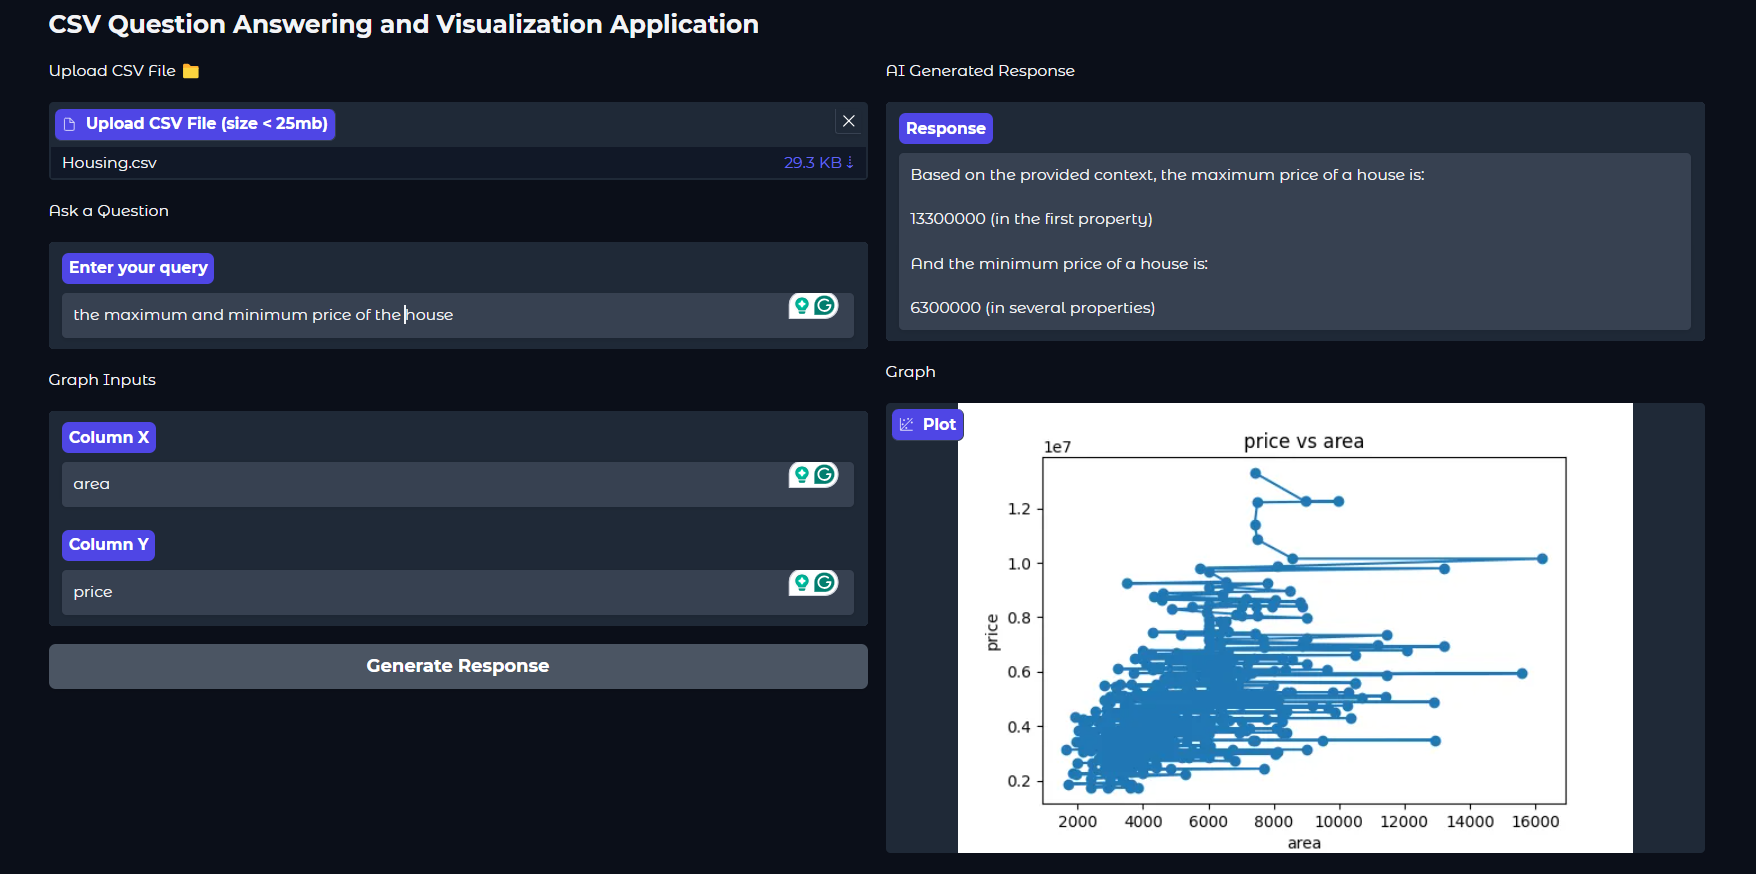 CSV Question Answering and Visualization Application
Upload CSV File
Upload CSV File (size < 25mb)
Housing.csv
29.3 KB ↓
Ask a Question
Enter your query
the maximum and minimum price of the house
Graph Inputs
Column X
area
Column Y
price
Generate Response
AI Generated Response
Response
Based on the provided context, the maximum price of a house is:
13300000 (in the first property)
And the minimum price of a house is:
6300000 (in several properties)
Graph
Plot
price vs area
1e7
1.2
1.0
0.8
0.6
0.4
0.2
price
2000 4000 6000 8000 10000 12000 14000 16000
area